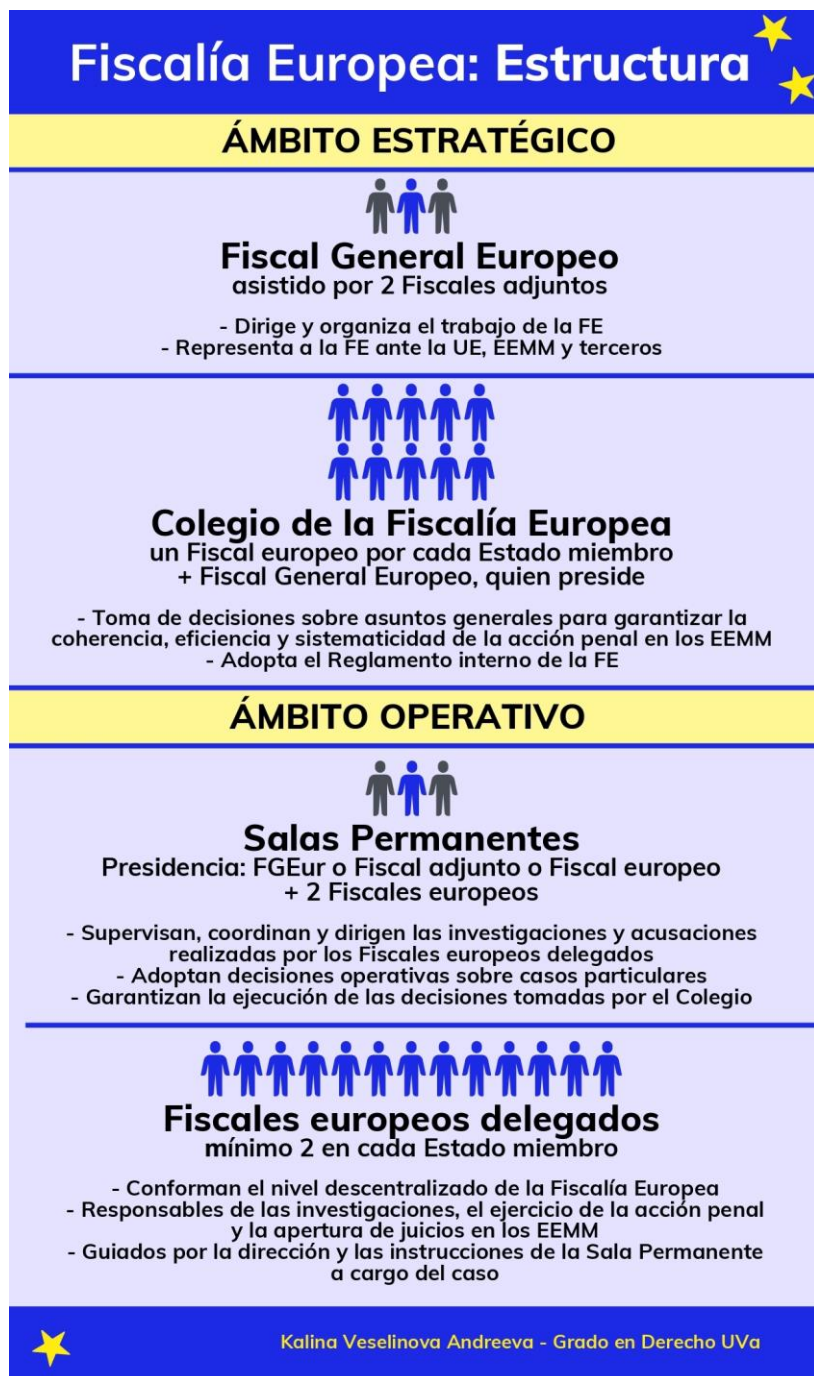 Fiscalía Europea: Estructura
ÁMBITO ESTRATÉGICO
Fiscal General Europeo
asistido por 2 Fiscales adjuntos
- Dirige y organiza el trabajo de la FE
- Representa a la FE ante la UE, EEMM y terceros
Colegio de la Fiscalía Europea
un Fiscal europeo por cada Estado miembro
+ Fiscal General Europeo, quien preside
- Toma de decisiones sobre asuntos generales para garantizar la
coherencia, eficiencia y sistematicidad de la acción penal en los EEMM
- Adopta el Reglamento interno de la FE
ÁMBITO OPERATIVO
Salas Permanentes
Presidencia: FGEur o Fiscal adjunto o Fiscal europeo
+ 2 Fiscales europeos
- Supervisan, coordinan y dirigen las investigaciones y acusaciones
realizadas por los Fiscales europeos delegados
- Adoptan decisiones operativas sobre casos particulares
- Garantizan la ejecución de las decisiones tomadas por el Colegio
Fiscales europeos delegados
mínimo 2 en cada Estado miembro
- Conforman el nivel descentralizado de la Fiscalía Europea
- Responsables de las investigaciones, el ejercicio de la acción penal
y la apertura de juicios en los EEMM
- Guiados por la dirección y las instrucciones de la Sala Permanente
a cargo del caso
Kalina Veselinova Andreeva - Grado en Derecho UVa